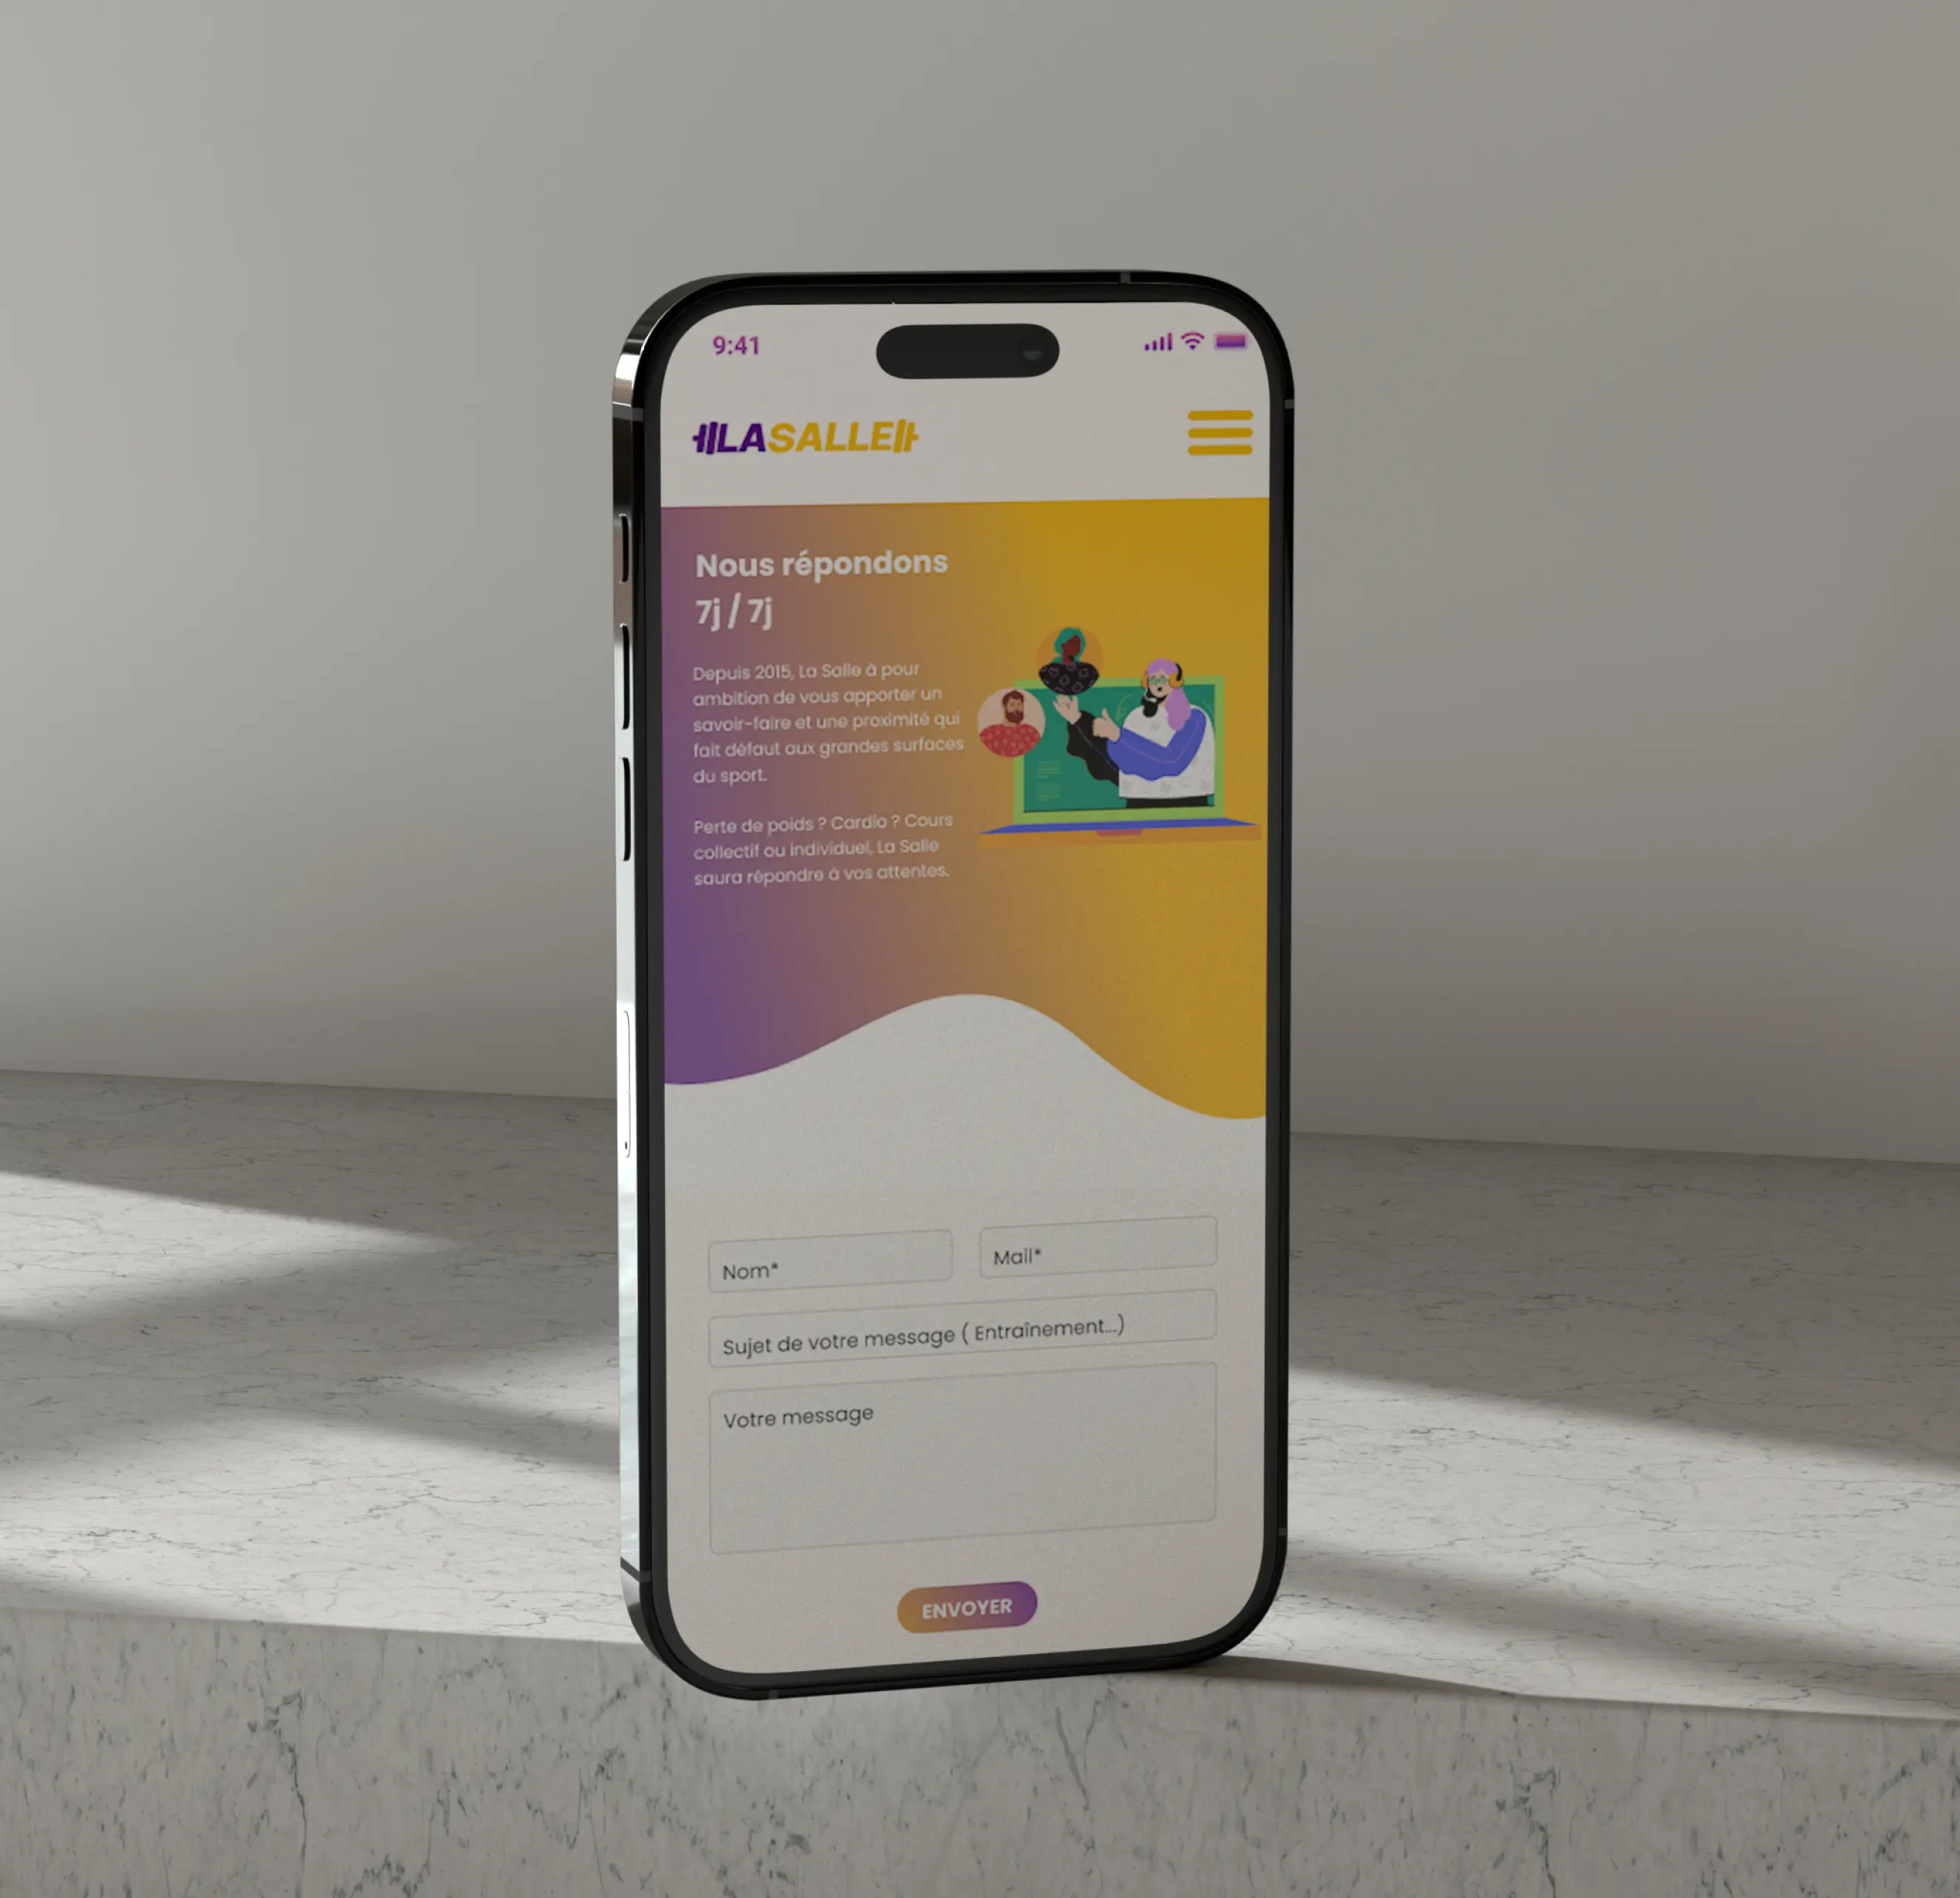 9:41
LASALLE
Nous répondons
7j / 7j
Depuis 2015, La Salle à pour
ambition de vous apporter un
savoir-faire et une proximité qui
fait défaut aux grandes surfaces
du sport.
Perte de poids ? Cardio ? Cours
collectif ou individuel, La Salle
saura répondre à vos attentes.
Nom* Mail*
Sujet de votre message ( Entraînement...)
Votre message
ENVOYER